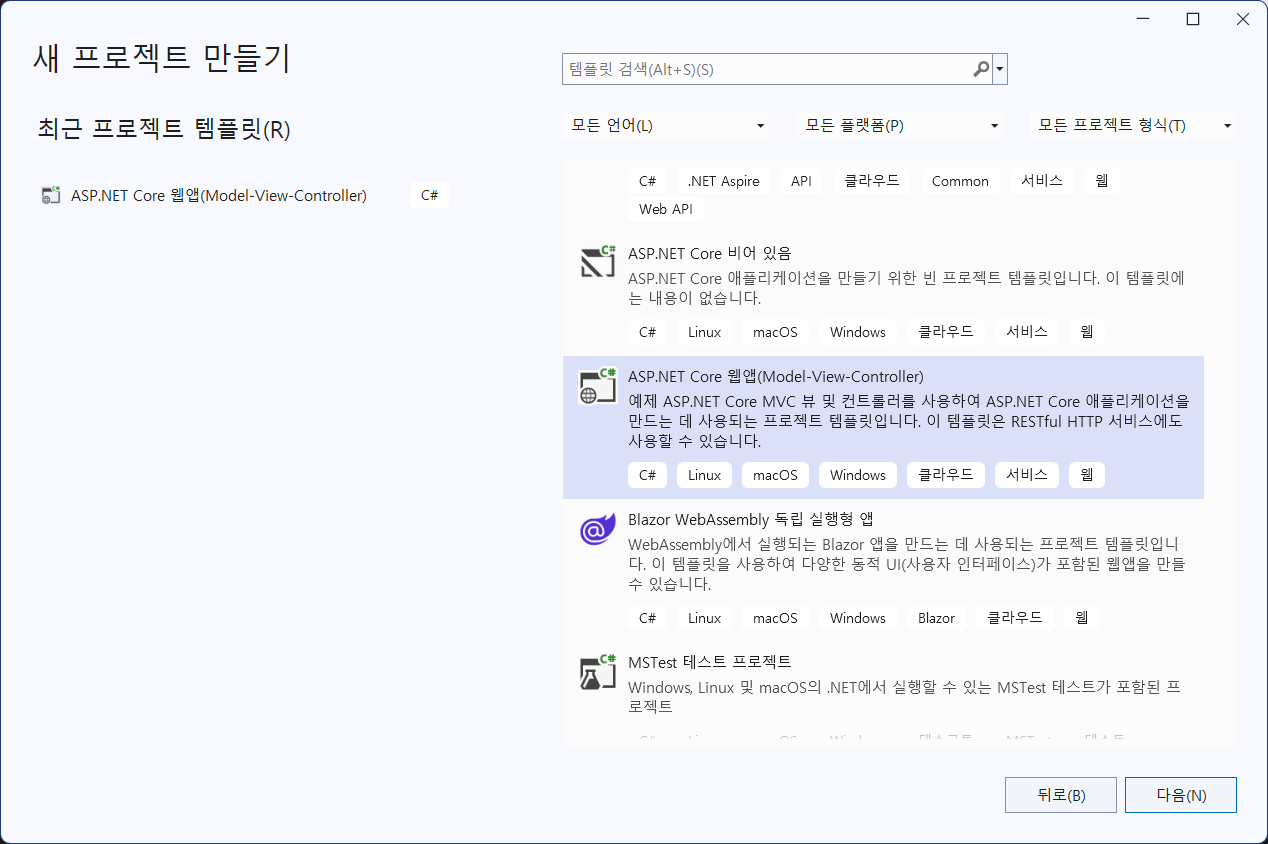 새 프로젝트 만들기
최근 프로젝트 템플릿(R)
ASP.NET Core 웹앱(Model-View-Controller) C#
템플릿 검색(Alt+S)(S)
모든 언어(L) 모든 플랫폼(P) 모든 프로젝트 형식(T)
C# .NET Aspire API 클라우드 Common 서비스 웹
Web API
ASP.NET Core 비어 있음
ASP.NET Core 애플리케이션을 만들기 위한 빈 프로젝트 템플릿입니다. 이 템플릿에
는 내용이 없습니다.
C# Linux macOS Windows 클라우드 서비스 웹
ASP.NET Core 웹앱(Model-View-Controller)
예제 ASP.NET Core MVC 뷰 및 컨트롤러를 사용하여 ASP.NET Core 애플리케이션을
만드는 데 사용되는 프로젝트 템플릿입니다. 이 템플릿은 RESTful HTTP 서비스에도
사용할 수 있습니다.
C# Linux macOS Windows 클라우드 서비스 웹
Blazor WebAssembly 독립 실행형 앱
WebAssembly에서 실행되는 Blazor 앱을 만드는 데 사용되는 프로젝트 템플릿입니
다. 이 템플릿을 사용하여 다양한 동적 UI(사용자 인터페이스)가 포함된 웹앱을 만들
수 있습니다.
C# Linux macOS Windows Blazor 클라우드 웹
MSTest 테스트 프로젝트
Windows, Linux 및 macOS의 .NET에서 실행할 수 있는 MSTest 테스트가 포함된 프
로젝트
C# Linux macOS Windows 데스크톱 MSTest 테스트
뒤로(B) 다음(N)